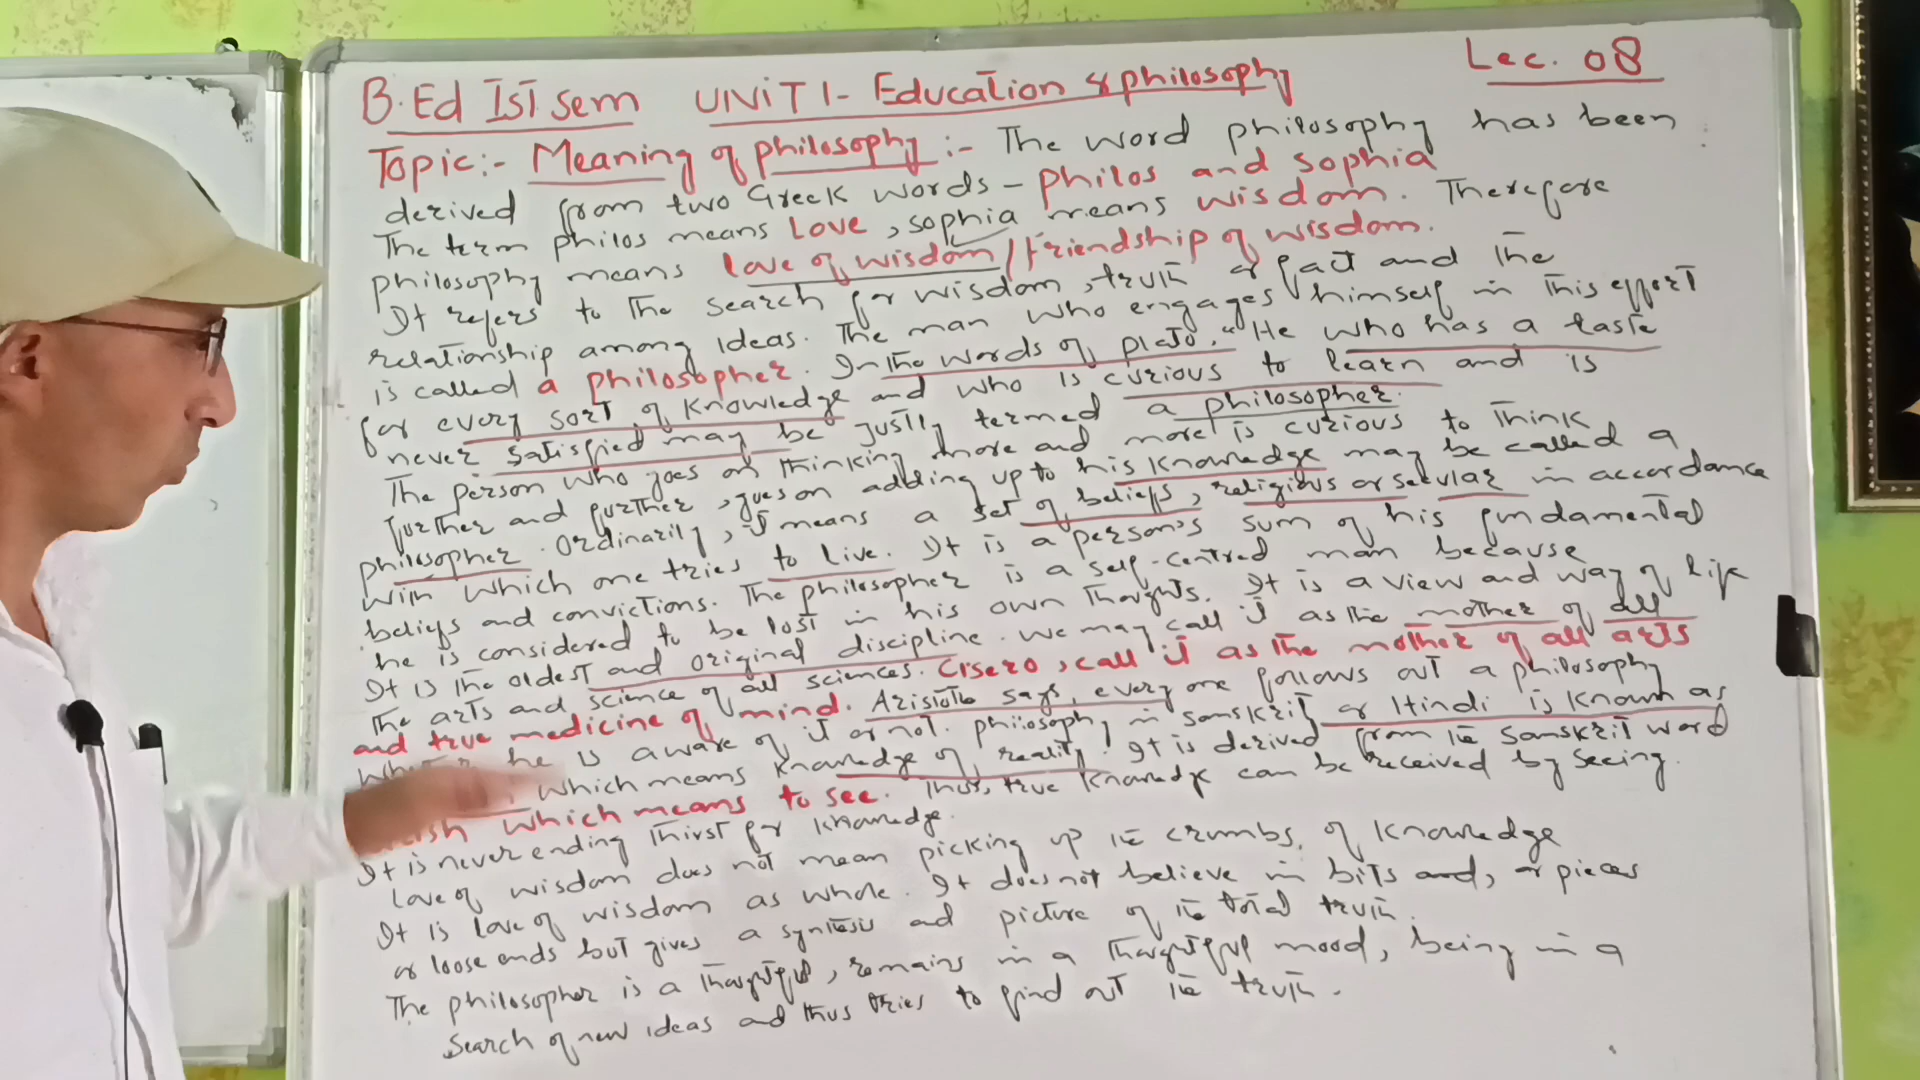 B.Ed Ist sem UNIT 1- Education & philosophy Lec. 08
Topic:- Meaning of philosophy:- The word philosophy has been
derived from two Greek words - philos and sophia
The term philos means Love, sophia means wisdom. Therefore
philosophy means love of wisdom / Friendship of wisdom.
It refers to the search for wisdom, truth or fact and the
relationship among ideas. The man who engages himself in this effort
is called a philosopher. In the words of plato, "He who has a taste
for every sort of knowledge and who is curious to learn and is
never satisfied may be justly termed a philosopher.
The person who goes on thinking more and more is curious to think
further and further, goes on adding up to his knowledge may be called a
philosopher. Ordinarily, it means a set of beliefs, religious or secular in accordance
with which one tries to live. It is a person's sum of his fundamental
beliefs and convictions. The philosopher is a self-centred man because
he is considered to be lost in his own thoughts. It is a view and way of life
It is the oldest and original discipline. we may call it as the mother of all
The arts and science of all sciences. Cisero, call it as the mother of all arts
and true medicine of mind. Aristotle says, every one follows out a philosophy
he is aware of it or not. philosophy in sanskrit or Hindi is known as
which means knowledge of reality. It is derived from the sanskrit word
which means to see. Thus, true knowledge can be received by seeing.
It is never ending thirst for knowledge.
Love of wisdom does not mean picking up the crumbs of knowledge
It is love of wisdom as whole. It does not believe in bits and, or pieces
or loose ends but gives a syntesis and picture of the total truth.
The philosopher is a thoughtful, remains in a thoughtful mood, being in a
search of new ideas and thus tries to find out the truth.